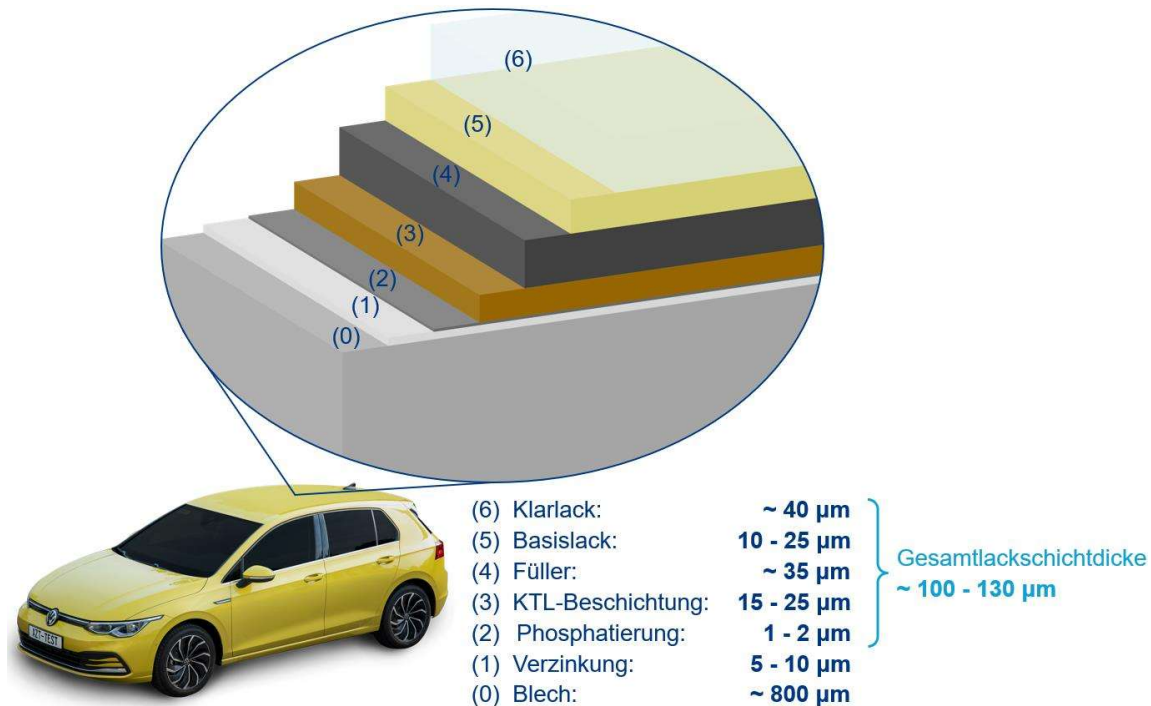 (6)
(5)
(4)
(3)
(2)
(1)
(0)
(6) Klarlack: ~ 40 µm
(5) Basislack: 10 - 25 µm
(4) Füller: ~ 35 µm
(3) KTL-Beschichtung: 15 - 25 µm
(2) Phosphatierung: 1 - 2 µm
(1) Verzinkung: 5 - 10 µm
(0) Blech: ~ 800 µm
Gesamtlackschichtdicke
~ 100 - 130 µm